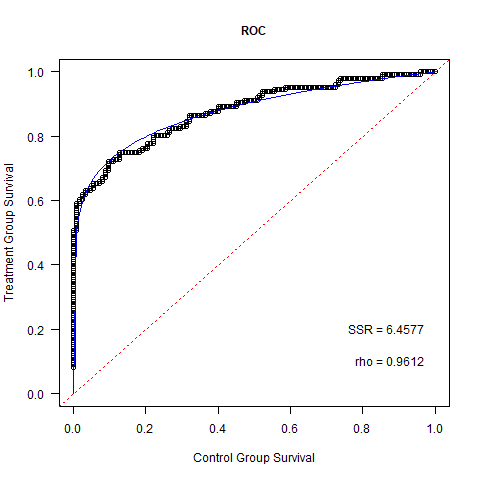 ROC
Treatment Group Survival
1.0
0.8
0.6
0.4
0.2
0.0
SSR = 6.4577
rho = 0.9612
0.0 0.2 0.4 0.6 0.8 1.0
Control Group Survival